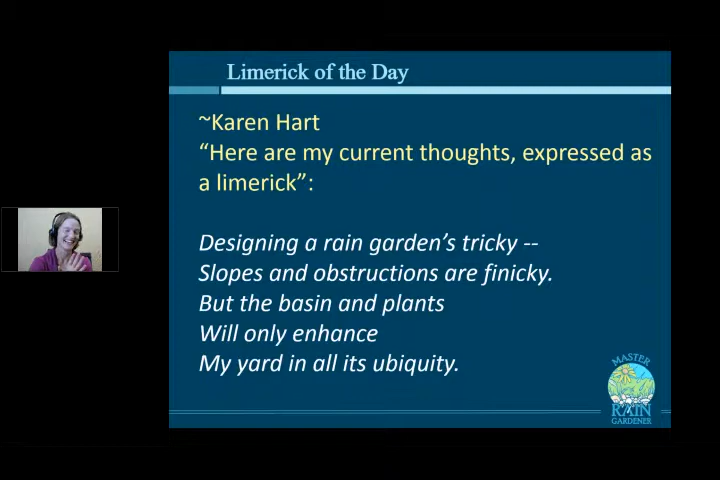 Limerick of the Day
~Karen Hart
“Here are my current thoughts, expressed as
a limerick”:
Designing a rain garden’s tricky --
Slopes and obstructions are finicky.
But the basin and plants
Will only enhance
My yard in all its ubiquity.
MASTER
RAIN
GARDENER